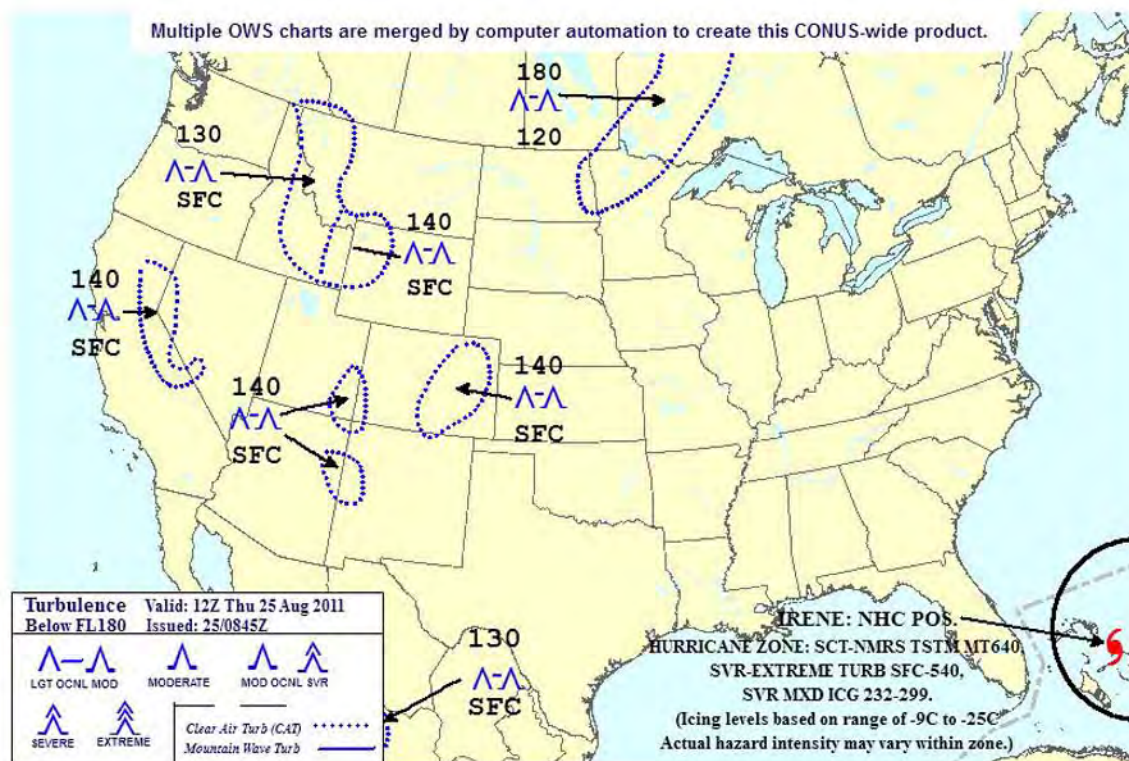 Multiple OWS charts are merged by computer automation to create this CONUS-wide product.
180
120
130
SFC
140
SFC
140
SFC
140
SFC
140
SFC
130
SFC
IRENE: NHC POS.
HURRICANE ZONE: SCT-NMRS TSTM MT640,
SVR-EXTREME TURB SFC-540,
SVR MXD ICG 232-299.
(Icing levels based on range of -9C to -25C
Actual hazard intensity may vary within zone.)
Turbulence Valid: 12Z Thu 25 Aug 2011
Below FL180 Issued: 25/0845Z
LGT OCNL MOD MODERATE MOD OCNL SVR
SEVERE EXTREME
Clear Air Turb (CAT)
Mountain Wave Turb